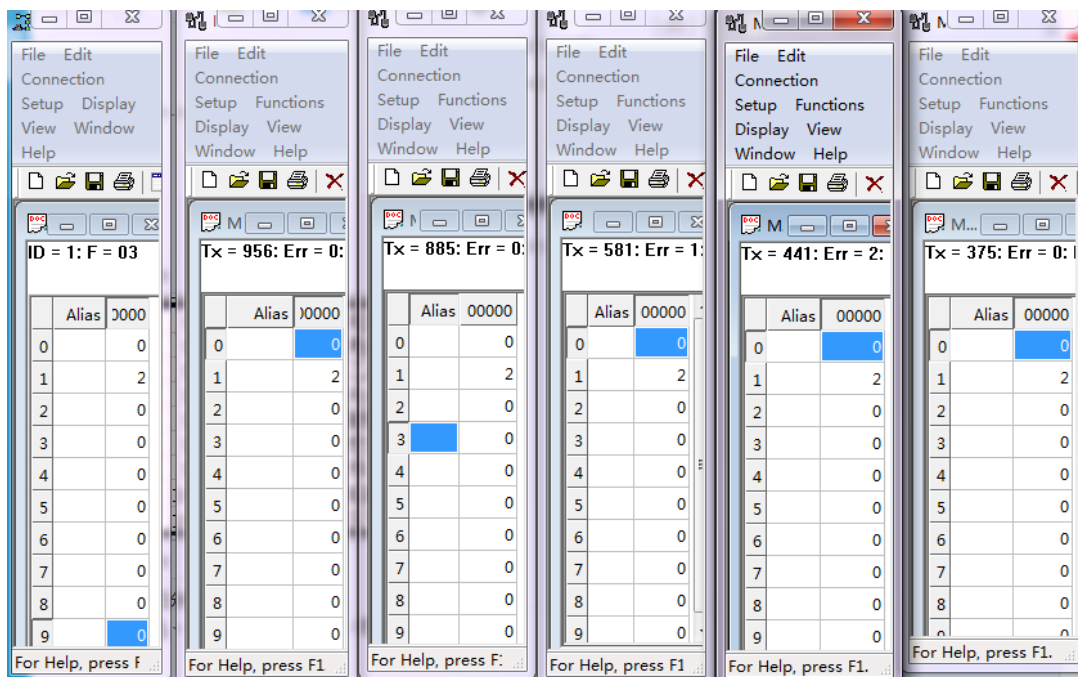 File Edit
Connection
Setup Display
View Window
Help
ID = 1: F = 03
Alias 0000
0 0
1 2
2 0
3 0
4 0
5 0
6 0
7 0
8 0
9 0
For Help, press F
File Edit
Connection
Setup Functions
Display View
Window Help
M
Tx = 956: Err = 0:
Alias 0000
0 0
1 2
2 0
3 0
4 0
5 0
6 0
7 0
8 0
9 0
For Help, press F1
File Edit
Connection
Setup Functions
Display View
Window Help
Tx = 885: Err = 0:
Alias 00000
0 0
1 2
2 0
3 0
4 0
5 0
6 0
7 0
8 0
9 0
For Help, press F
File Edit
Connection
Setup Functions
Display View
Window Help
Tx = 581: Err = 1:
Alias 00000
0 0
1 2
2 0
3 0
4 0
5 0
6 0
7 0
8 0
9 0
For Help, press F1
File Edit
Connection
Setup Functions
Display View
Window Help
M
Tx = 441: Err = 2:
Alias 00000
0 0
1 2
2 0
3 0
4 0
5 0
6 0
7 0
8 0
9 0
For Help, press F1.
File Edit
Connection
Setup Functions
Display View
Window Help
M...
Tx = 375: Err = 0:
Alias 00000
0 0
1 2
2 0
3 0
4 0
5 0
6 0
7 0
8 0
For Help, press F1.